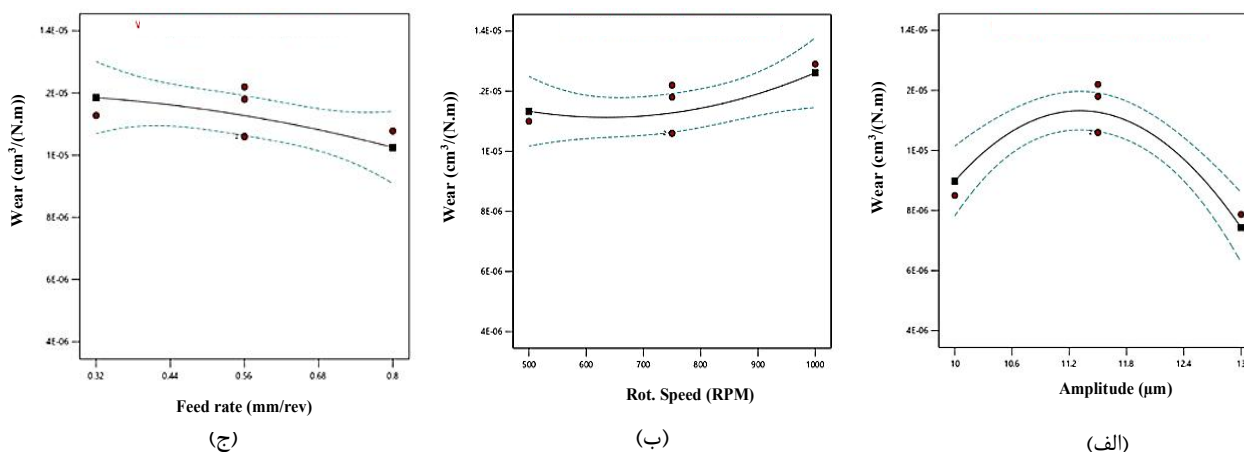 Wear (cm³/(N.m))
1.4E-05
2E-05
1E-05
8E-06
6E-06
4E-06
0.32
0.44
0.56
0.68
0.8
Feed rate (mm/rev)
(ج)
Wear (cm³/(N.m))
1.4E-05
2E-05
1E-05
8E-06
6E-06
4E-06
500
600
700
800
900
1000
Rot. Speed (RPM)
(ب)
Wear (cm³/(N.m))
1.4E-05
2E-05
1E-05
8E-06
6E-06
4E-06
10
10.6
11.2
11.8
12.4
13
Amplitude (µm)
(الف)